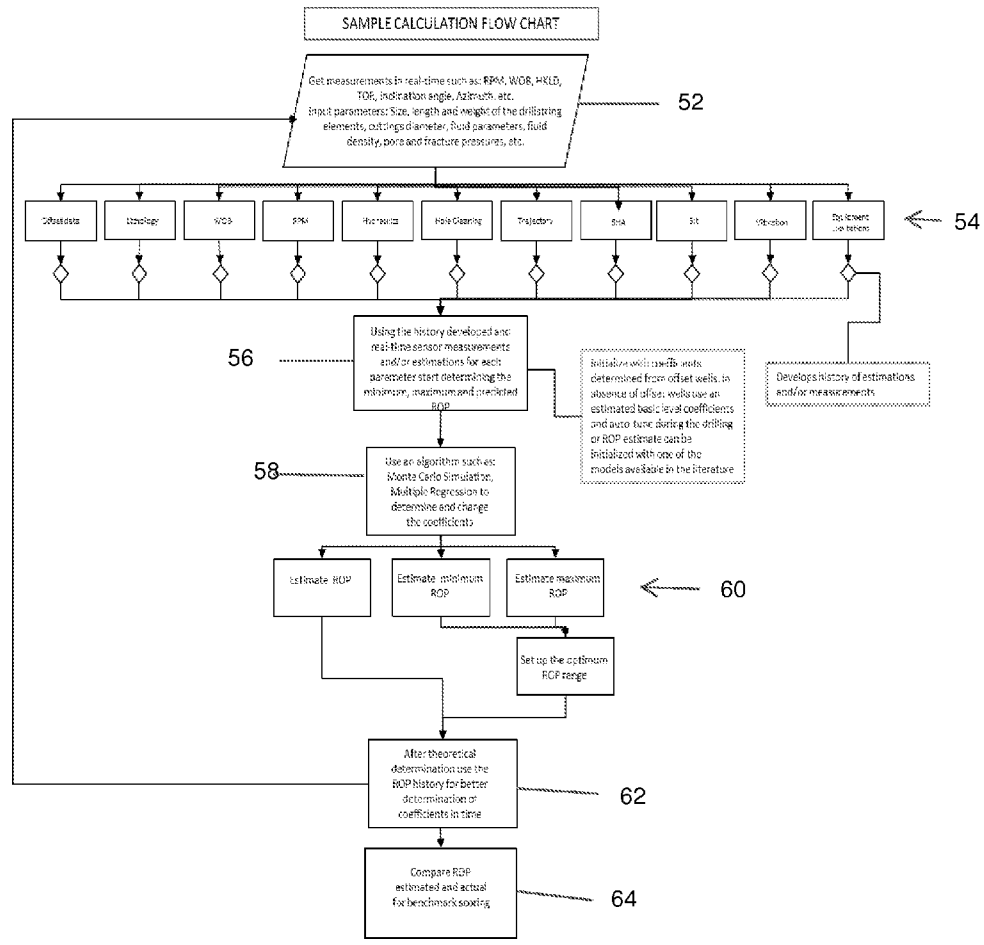 SAMPLE CALCULATION FLOW CHART
Get measurements in real-time such as: RPM, WOB, HKLD,
TOR, Inclination angle, Azimuth, etc.
Input parameters: Size, length and weight of the drillstring
elements, cuttings diameter, fluid parameters, fluid
density, pore and fracture pressures, etc.
52
Offset data
Lithology
WOB
RPM
Hydraulics
Hole Cleaning
Trajectory
BHA
Bit
Vibration
Equipment
Limitations
54
Using the history developed and
real-time sensor measurements
and/or estimations for each
parameter start determining the
minimum, maximum and predicted
ROP
56
Initialize with coefficients
determined from offset wells. In
absence of offset wells use an
estimated basic level coefficients
and auto-tune during the drilling
or ROP estimate can be
initialized with one of the
models available in the literature
Develops history of estimations
and/or measurements
58
Use an algorithm such as:
Monte Carlo Simulation,
Multiple Regression to
determine and change
the coefficients
Estimate ROP
Estimate minimum
ROP
Estimate maximum
ROP
60
Set up the optimum
ROP range
After theoretical
determination use the
ROP history for better
determination of
coefficients in time
62
Compare ROP
estimated and actual
for benchmark scoring
64